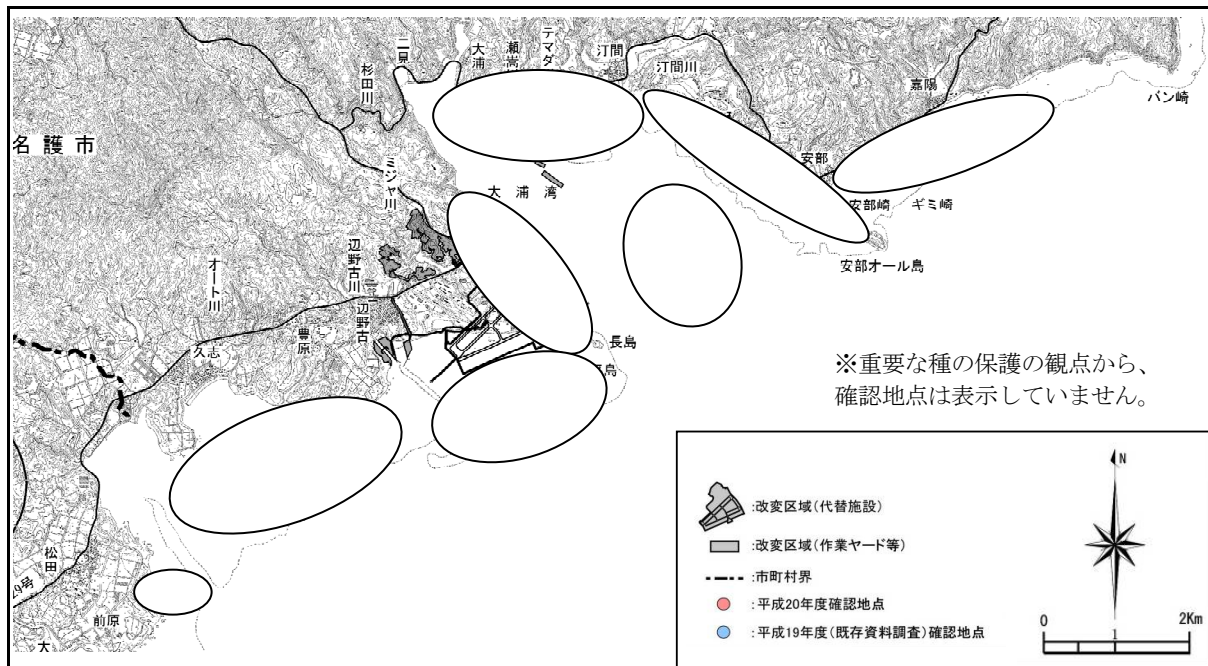 二見
大浦
瀬嵩
テマダ
汀間
汀間川
嘉陽
バン崎
杉田川
名護市
ミジャ川
安部
大浦湾
安部崎
ギミ崎
安部オール島
辺野古川
オート川
辺野古
豊原
久志
長島
島
※重要な種の保護の観点から、
確認地点は表示していません。
N
:改変区域(代替施設)
:改変区域(作業ヤード等)
:市町村界
:平成20年度確認地点
:平成19年度(既存資料調査)確認地点
0 1 2Km
松田
29号
前原
大